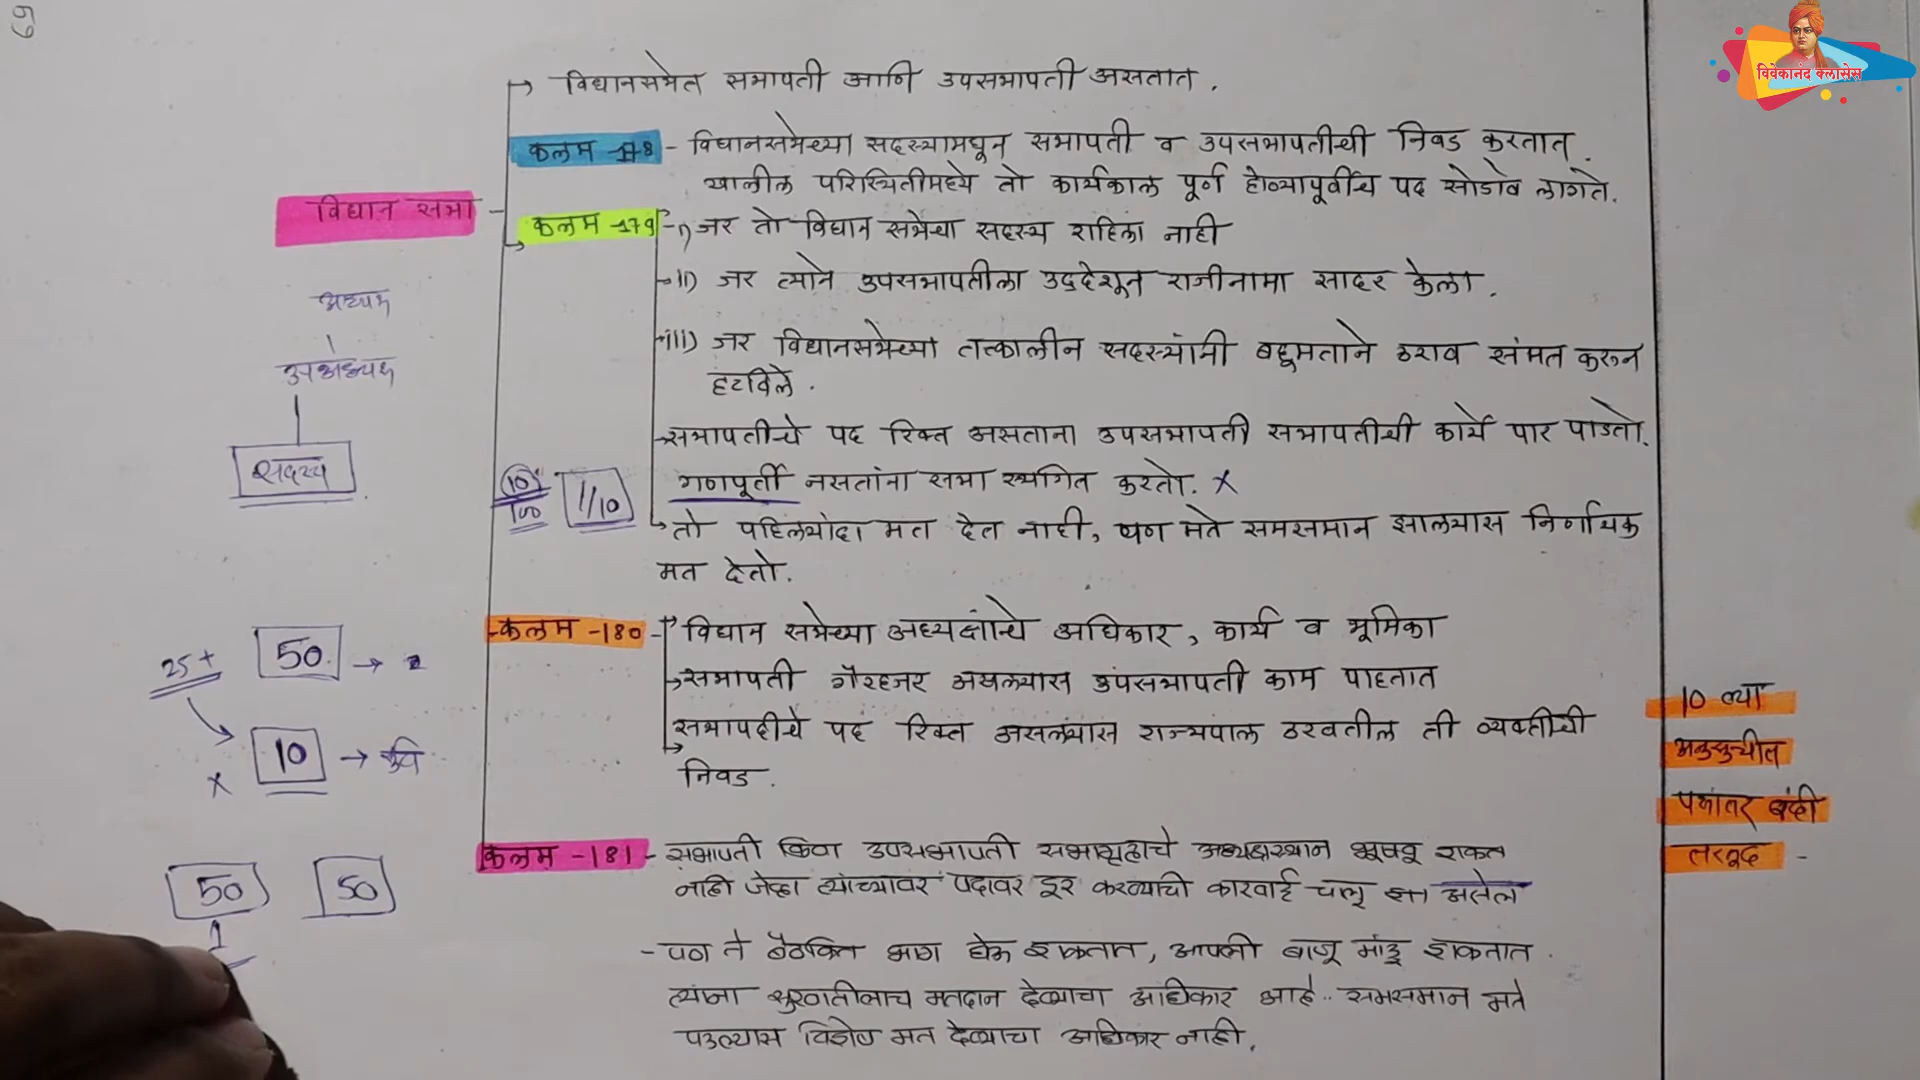 विवेकानंद क्लासेस
विधानसभेत सभापती आणि उपसभापती असतात.
कलम -178 - विधानसभेच्या सदस्यामधून सभापती व उपसभापतीची निवड करतात.
खालील परिस्थितीमध्ये तो कार्यकाल पूर्ण होण्यापूर्वीच पद सोडावे लागते.
विधान सभा
कलम -179 -i) जर तो विधान सभेचा सदस्य राहिला नाही
ii) जर त्याने उपसभापतीला उद्देशून राजीनामा सादर केला.
iii) जर विधानसभेच्या तत्कालीन सदस्यांनी बहुमताने ठराव संमत करुन
हटविले.
सभापतीचे पद रिक्त असताना उपसभापती सभापतीची कार्ये पार पाडतो.
गणपूर्ती नसतांना सभा स्थगित करतो. x
तो पहिल्यांदा मत देत नाही, पण मते समसमान झाल्यास निर्णायक
मत देतो.
अध्यक्ष
उपाध्यक्ष
सदस्य
10
100
1/10
कलम -180 - विधान सभेच्या अध्यक्षांचे अधिकार, कार्य व भूमिका
सभापती गैरहजर असल्यास उपसभापती काम पाहतात
सभापतीचे पद रिक्त असल्यास राज्यपाल ठरवतील ती व्यक्तीची
निवड.
25+ 50 →
x 10 →
10 व्या
अनुसुचीत
पक्षांतर बंदी
तरतूद -
कलम -181 - सभापती किंवा उपसभापती सभागृहाचे अध्यक्षस्थान भूषवू शकत
नाही जेव्हा त्यांच्यावर पदावर दूर करण्याची कारवाई चालू असेल
50 50
1
- पण ते बैठकित भाग घेऊ शकतात, आपली बाजू मांडू शकतात.
त्यांना सुरवातीलाच मतदान देण्याचा अधिकार आहे.. समसमान मते
पडल्यास विशेष मत देण्याचा अधिकार नाही.